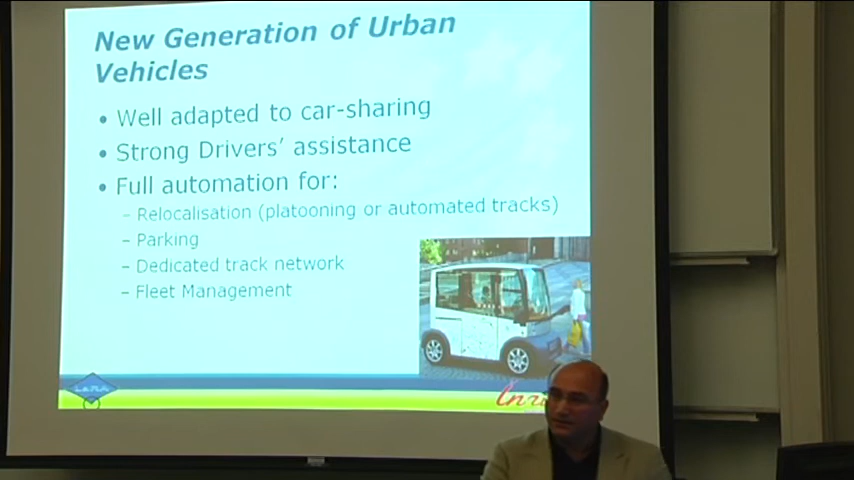 New Generation of Urban
Vehicles
• Well adapted to car-sharing
• Strong Drivers' assistance
• Full automation for:
– Relocalisation (platooning or automated tracks)
– Parking
– Dedicated track network
– Fleet Management
LaRA